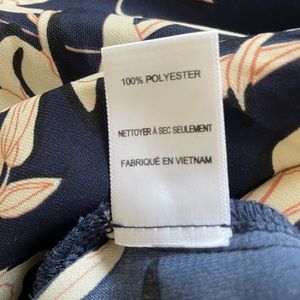 100% POLYESTER
NETTOYER À SEC SEULEMENT
FABRIQUÉ EN VIETNAM